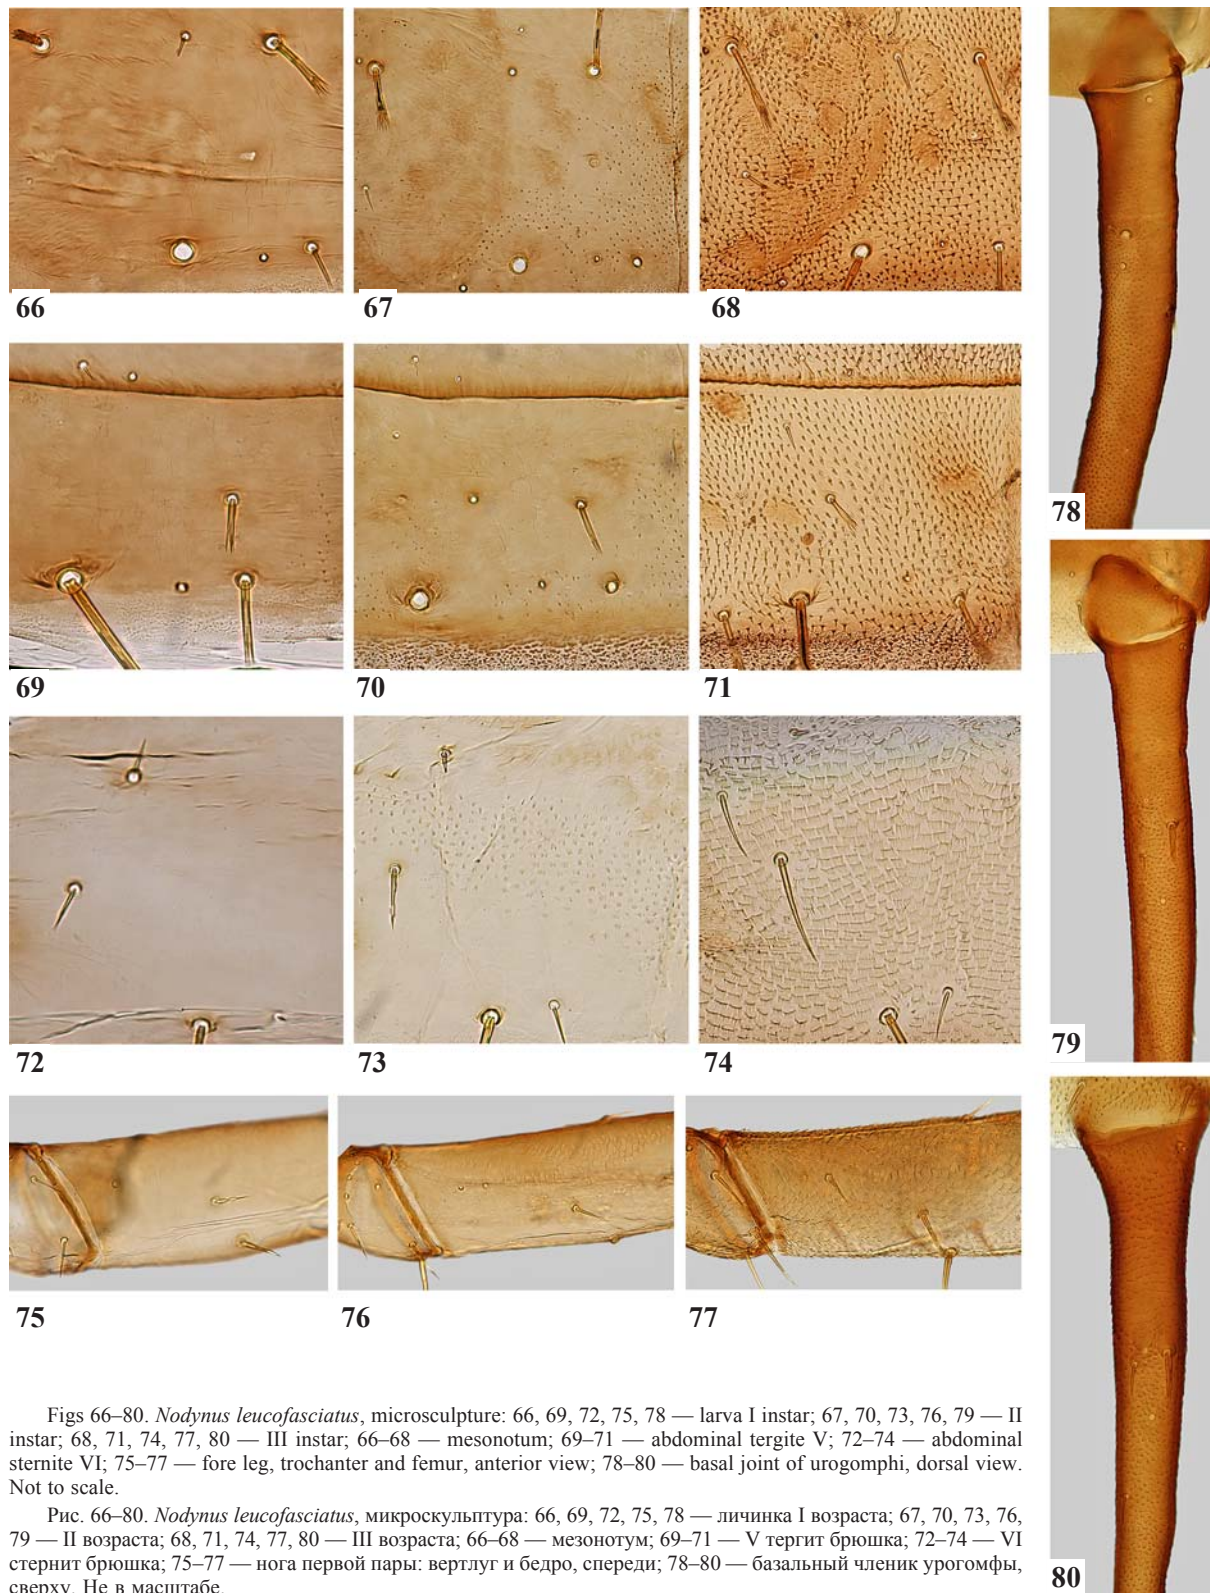 66
67
68
69
70
71
72
73
74
75
76
77
78
79
80
Figs 66–80. Nodynus leucofasciatus, microsculpture: 66, 69, 72, 75, 78 — larva I instar; 67, 70, 73, 76, 79 — II
instar; 68, 71, 74, 77, 80 — III instar; 66–68 — mesonotum; 69–71 — abdominal tergite V; 72–74 — abdominal
sternite VI; 75–77 — fore leg, trochanter and femur, anterior view; 78–80 — basal joint of urogomphi, dorsal view.
Not to scale.
Рис. 66–80. Nodynus leucofasciatus, микроскульптура: 66, 69, 72, 75, 78 — личинка I возраста; 67, 70, 73, 76,
79 — II возраста; 68, 71, 74, 77, 80 — III возраста; 66–68 — мезонотум; 69–71 — V тергит брюшка; 72–74 — VI
стернит брюшка; 75–77 — нога первой пары: вертлуг и бедро, спереди; 78–80 — базальный членик урогомфы,
сверху. Не в масштабе.